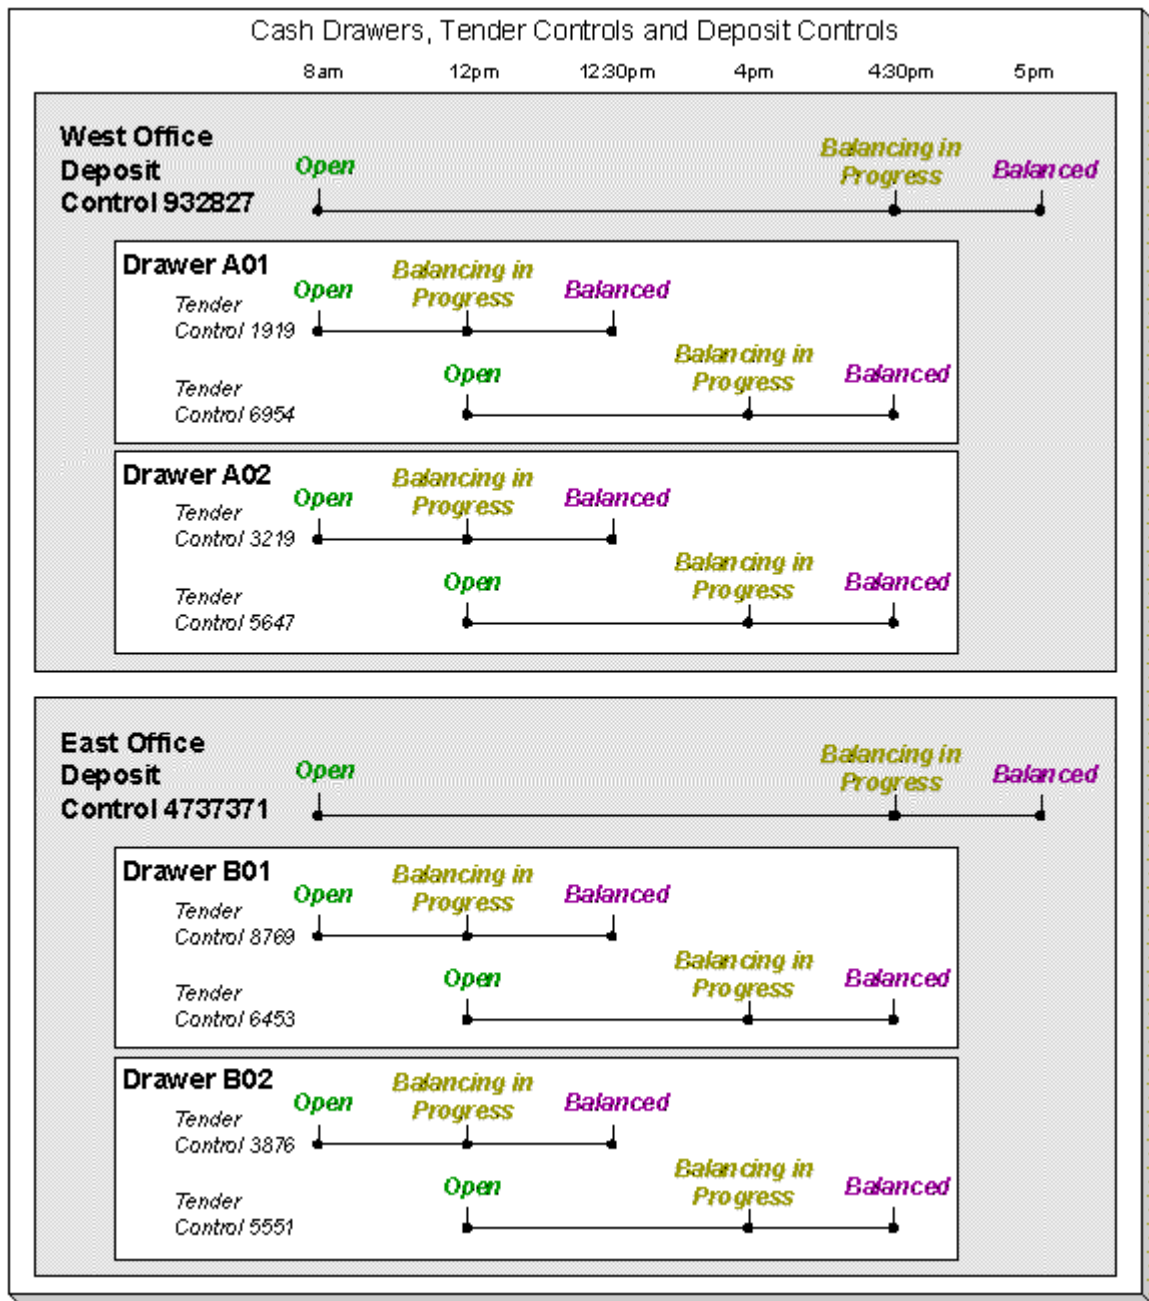 Cash Drawers, Tender Controls and Deposit Controls
8am 12pm 12:30pm 4pm 4:30pm 5pm
West Office
Deposit
Control 932827
Open
Balancing in
Progress
Balanced
Drawer A01
Tender
Control 1919
Open
Balancing in
Progress
Balanced
Tender
Control 6954
Open
Balancing in
Progress
Balanced
Drawer A02
Tender
Control 3219
Open
Balancing in
Progress
Balanced
Tender
Control 5647
Open
Balancing in
Progress
Balanced
East Office
Deposit
Control 4737371
Open
Balancing in
Progress
Balanced
Drawer B01
Tender
Control 8769
Open
Balancing in
Progress
Balanced
Tender
Control 6453
Open
Balancing in
Progress
Balanced
Drawer B02
Tender
Control 3876
Open
Balancing in
Progress
Balanced
Tender
Control 5551
Open
Balancing in
Progress
Balanced